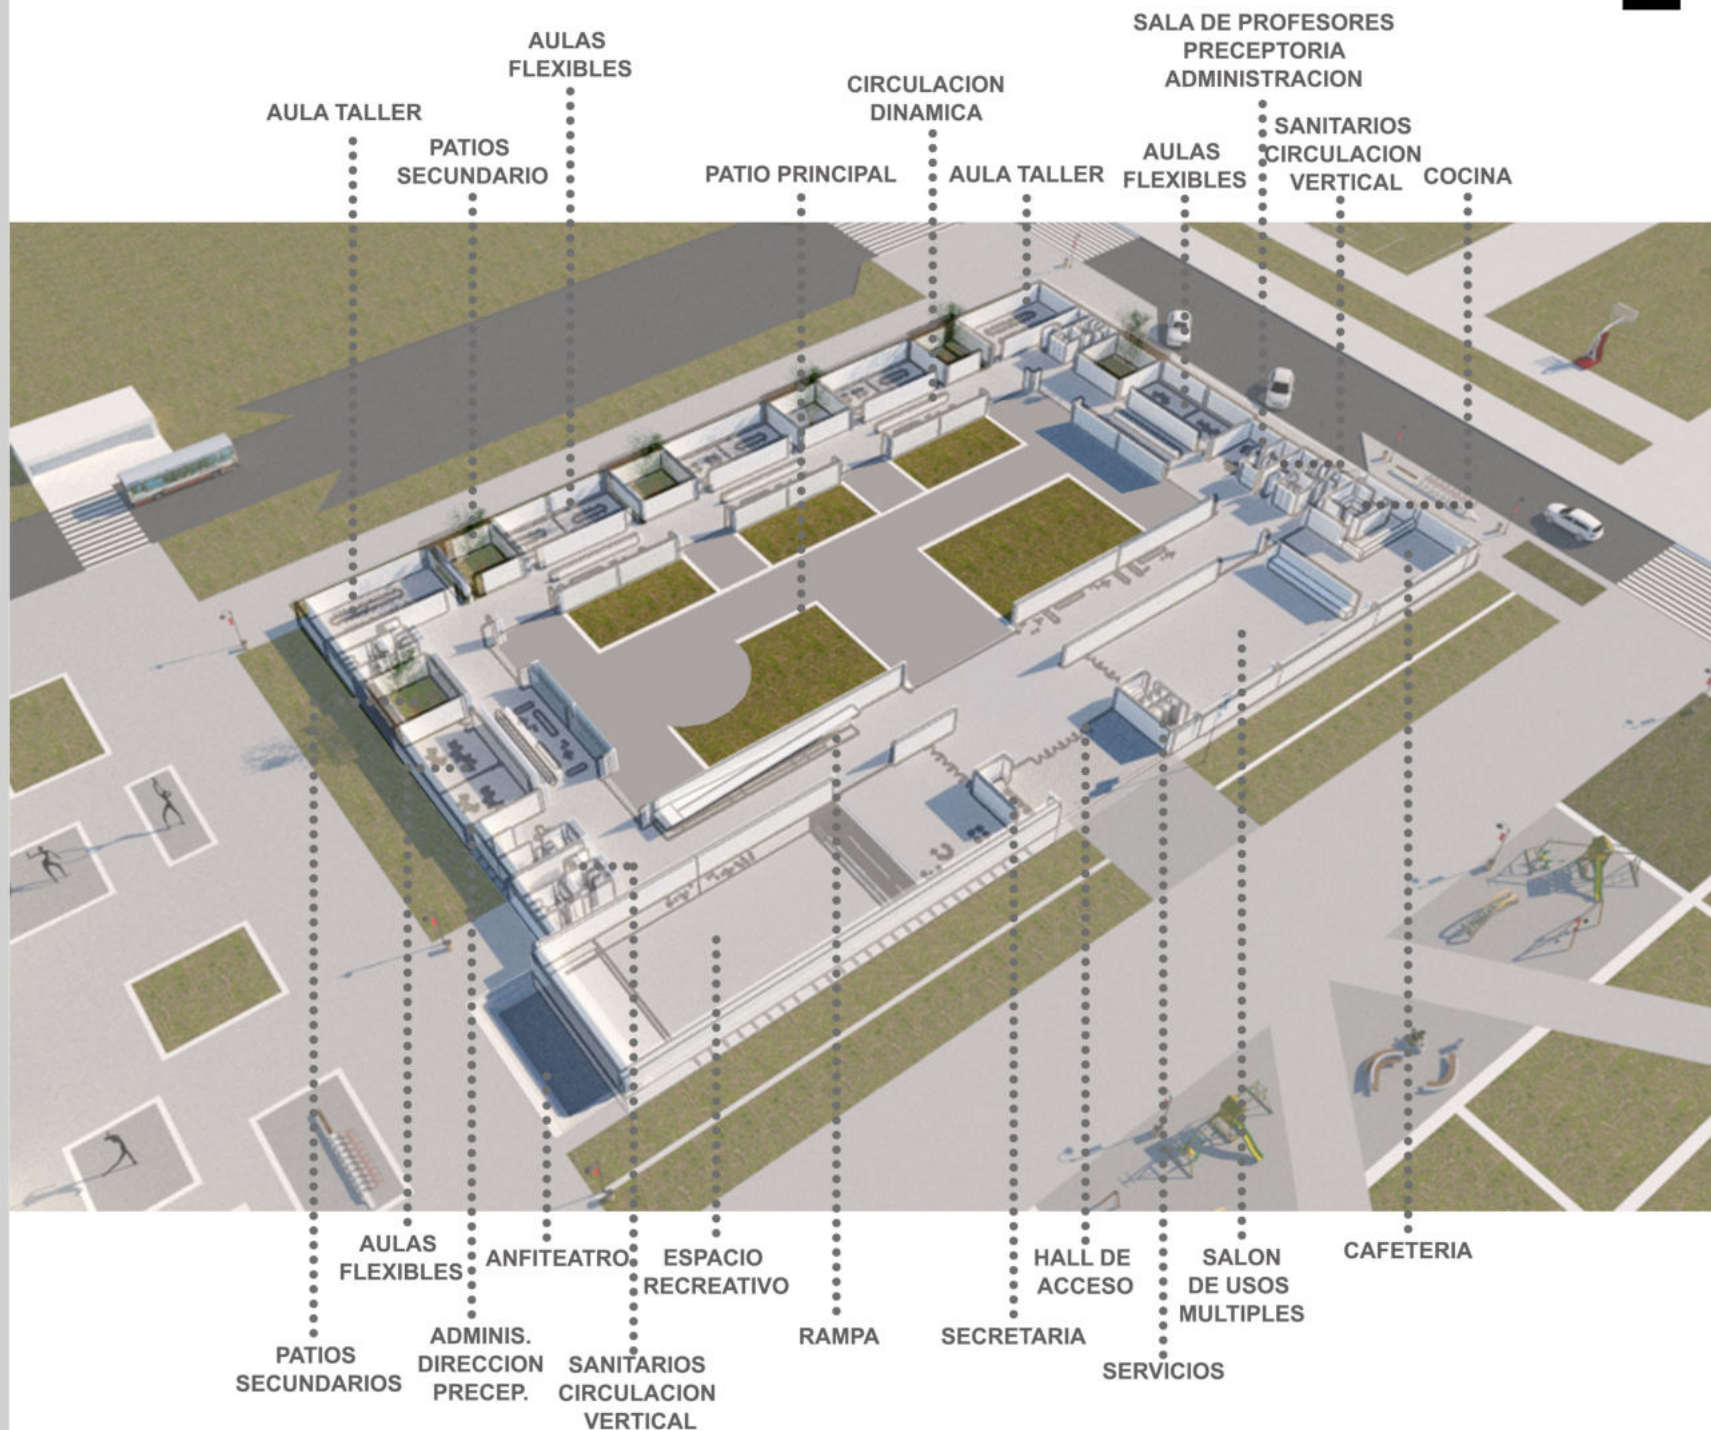 AULA TALLER
PATIOS
SECUNDARIO
AULAS
FLEXIBLES
PATIO PRINCIPAL
CIRCULACION
DINAMICA
AULA TALLER
AULAS
FLEXIBLES
SALA DE PROFESORES
PRECEPTORIA
ADMINISTRACION
SANITARIOS
CIRCULACION
VERTICAL
COCINA
PATIOS
SECUNDARIOS
AULAS
FLEXIBLES
ADMINIS.
DIRECCION
PRECEP.
ANFITEATRO
SANITARIOS
CIRCULACION
VERTICAL
ESPACIO
RECREATIVO
RAMPA
SECRETARIA
HALL DE
ACCESO
SERVICIOS
SALON
DE USOS
MULTIPLES
CAFETERIA